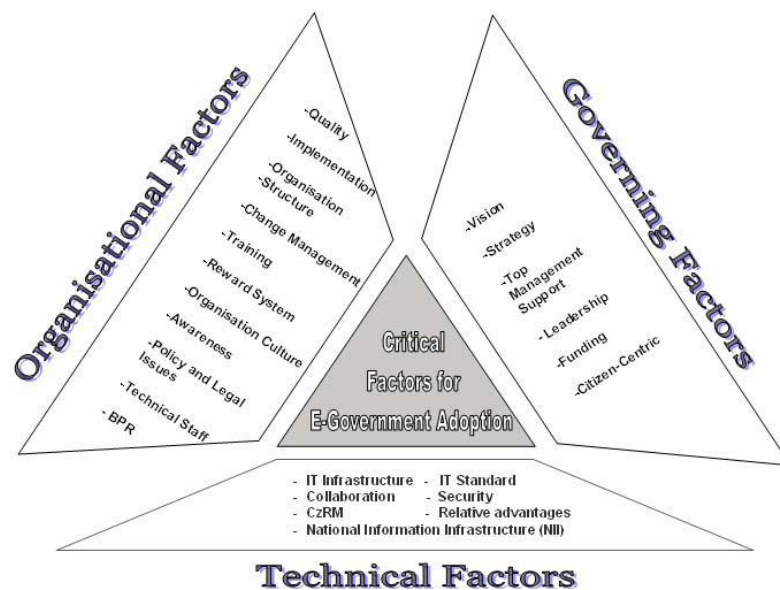 Organisational Factors
-Quality
-Implementation
-Organisation
-Structure
-Change Management
-Training
-Reward System
-Organisation Culture
-Awareness
-Policy and Legal
Issues
-Technical Staff
- BPR
Governing Factors
-Vision
-Strategy
-Top
Management
Support
- Leadership
-Funding
-Citizen-Centric
Critical
Factors for
E-Government Adoption
- IT Infrastructure - IT Standard
- Collaboration - Security
- CzRM - Relative advantages
- National Information Infrastructure (NII)
Technical Factors